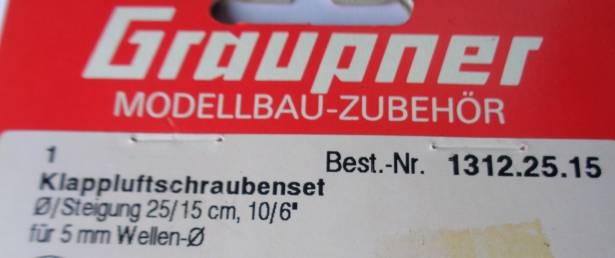 Graupner
MODELLBAU-ZUBEHÖR
1 Best.-Nr. 1312.25.15
Klappluftschraubenset
Ø/Steigung 25/15 cm, 10/6"
für 5 mm Wellen-Ø